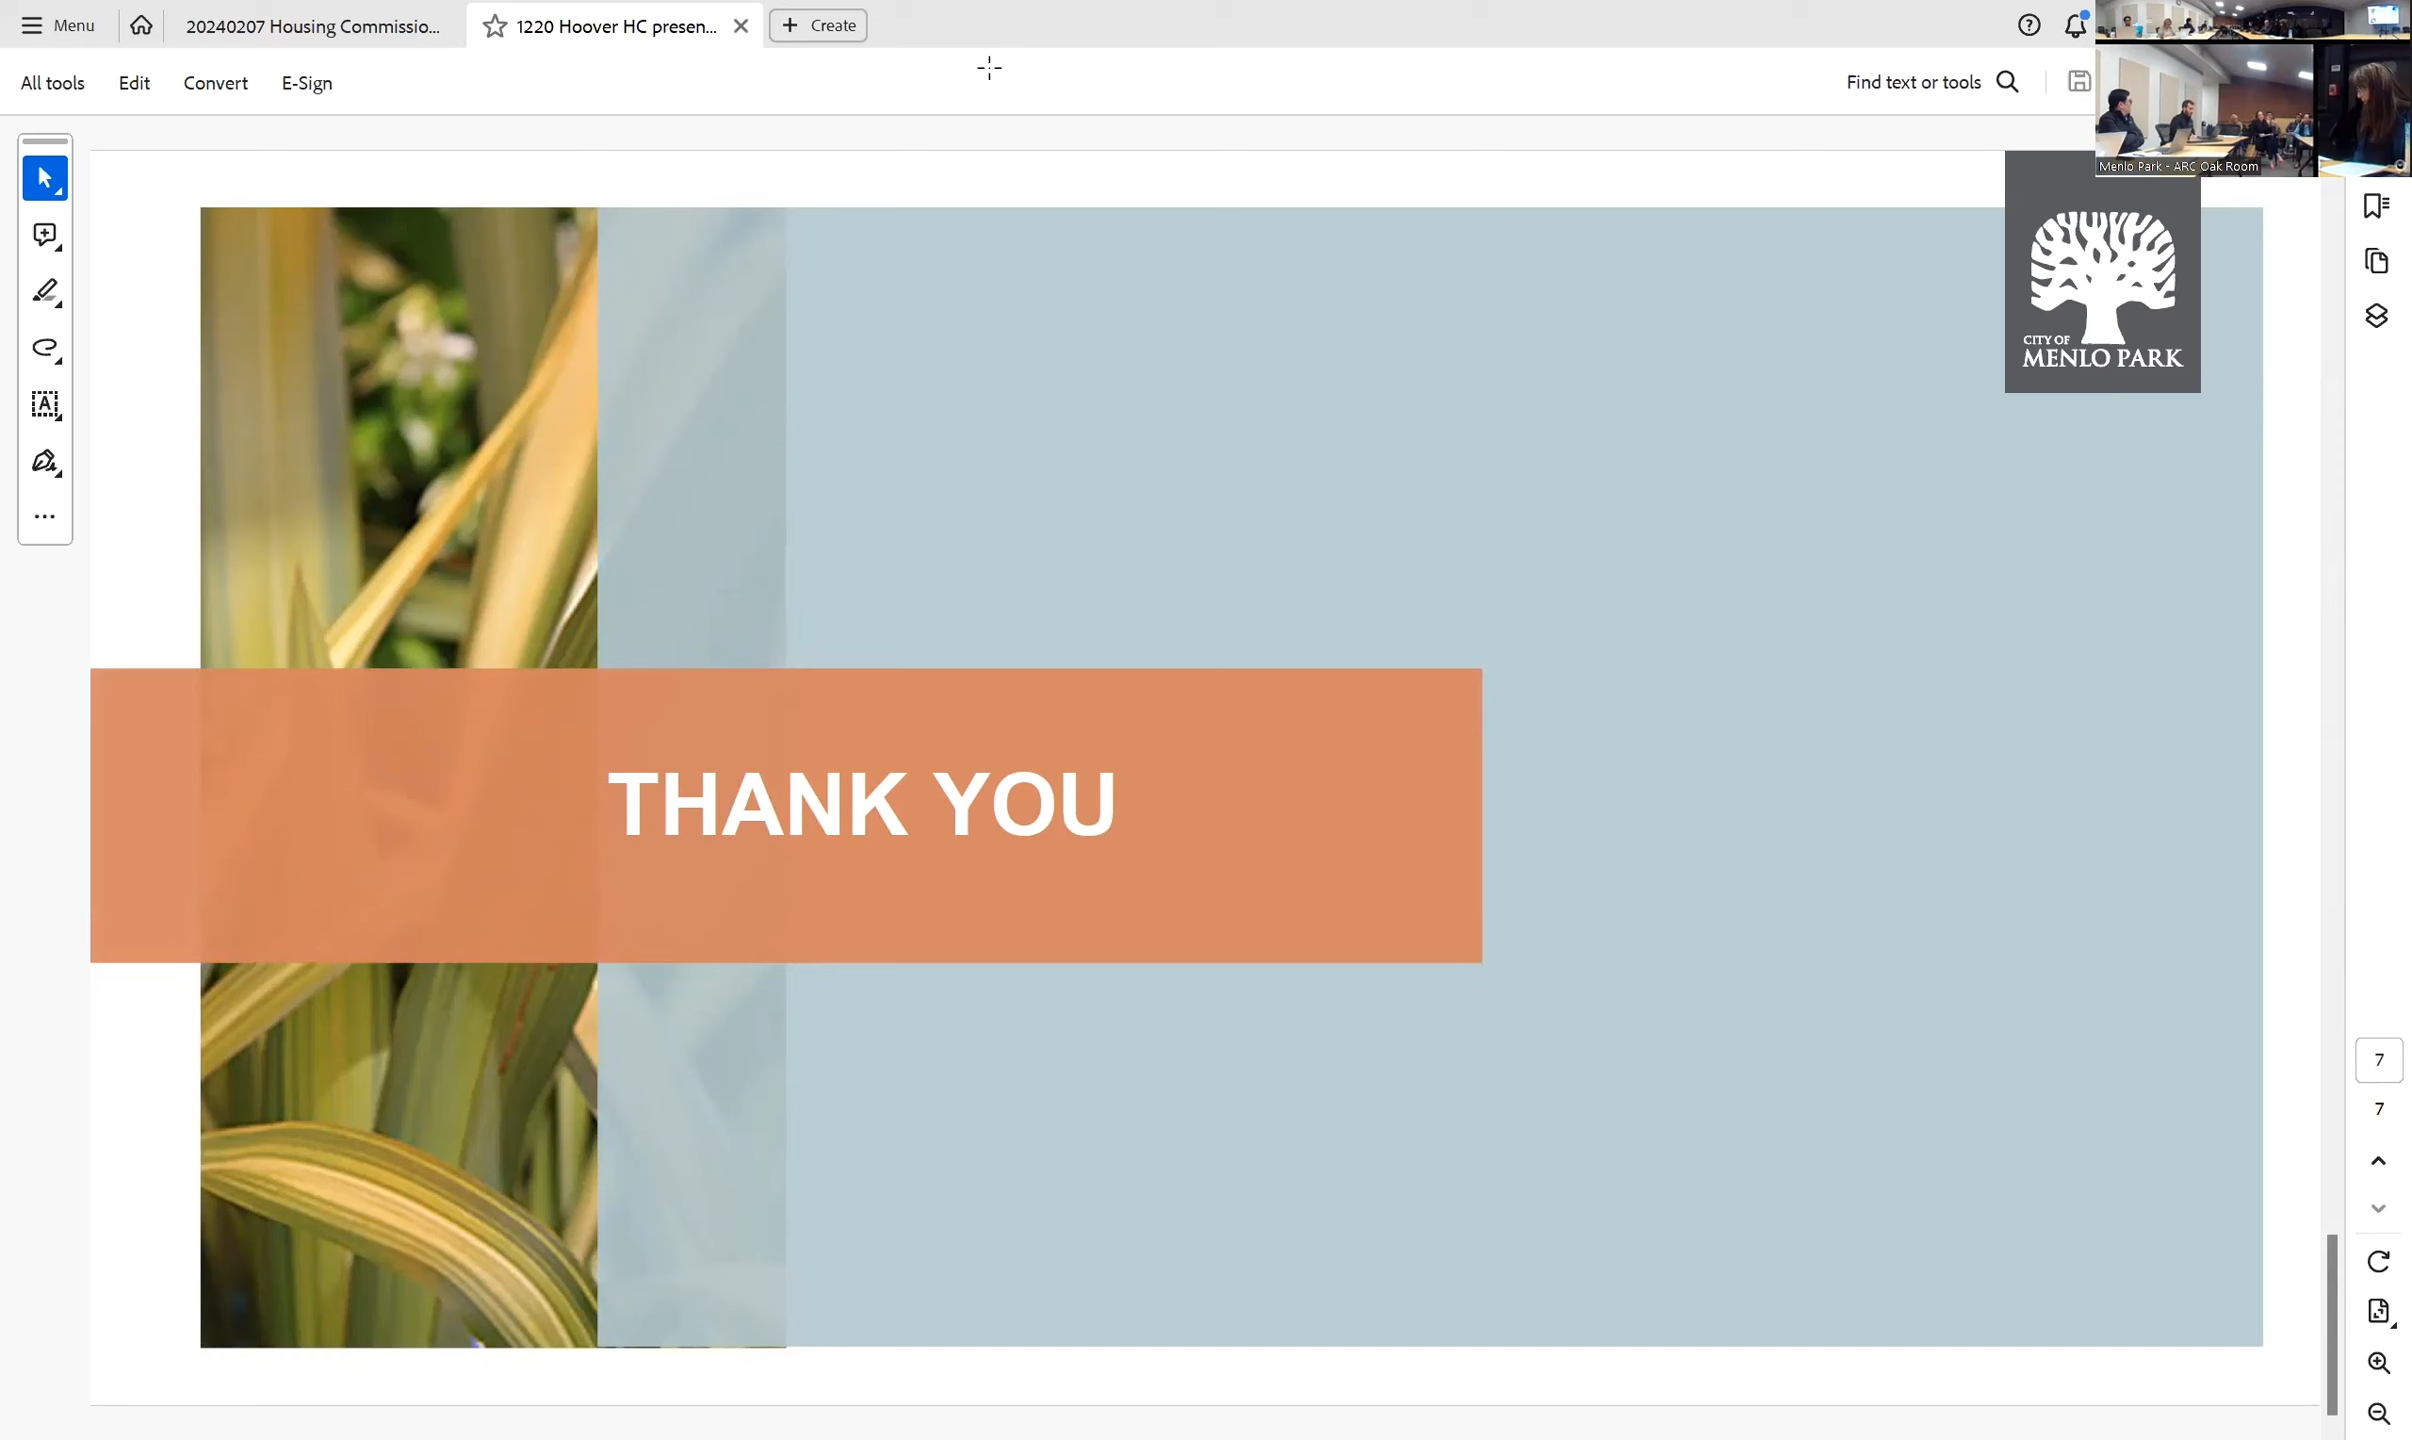 Menu
20240207 Housing Commissio...
1220 Hoover HC presen...
Create
All tools
Edit
Convert
E-Sign
Find text or tools
Menlo Park - ARC Oak Room
CITY OF
MENLO PARK
THANK YOU
7
7